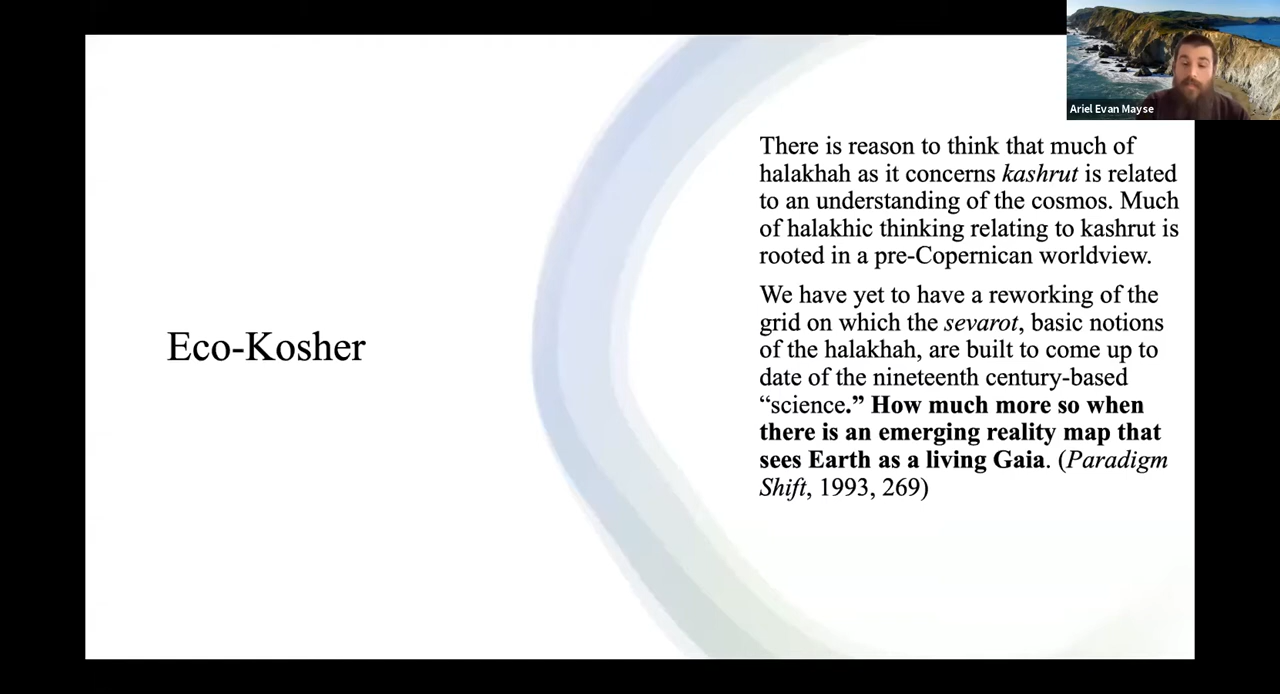 Ariel Evan Mayse
There is reason to think that much of
halakhah as it concerns kashrut is related
to an understanding of the cosmos. Much
of halakhic thinking relating to kashrut is
rooted in a pre-Copernican worldview.
We have yet to have a reworking of the
grid on which the sevarot, basic notions
of the halakhah, are built to come up to
date of the nineteenth century-based
“science.” How much more so when
there is an emerging reality map that
sees Earth as a living Gaia. (Paradigm
Shift, 1993, 269)
Eco-Kosher